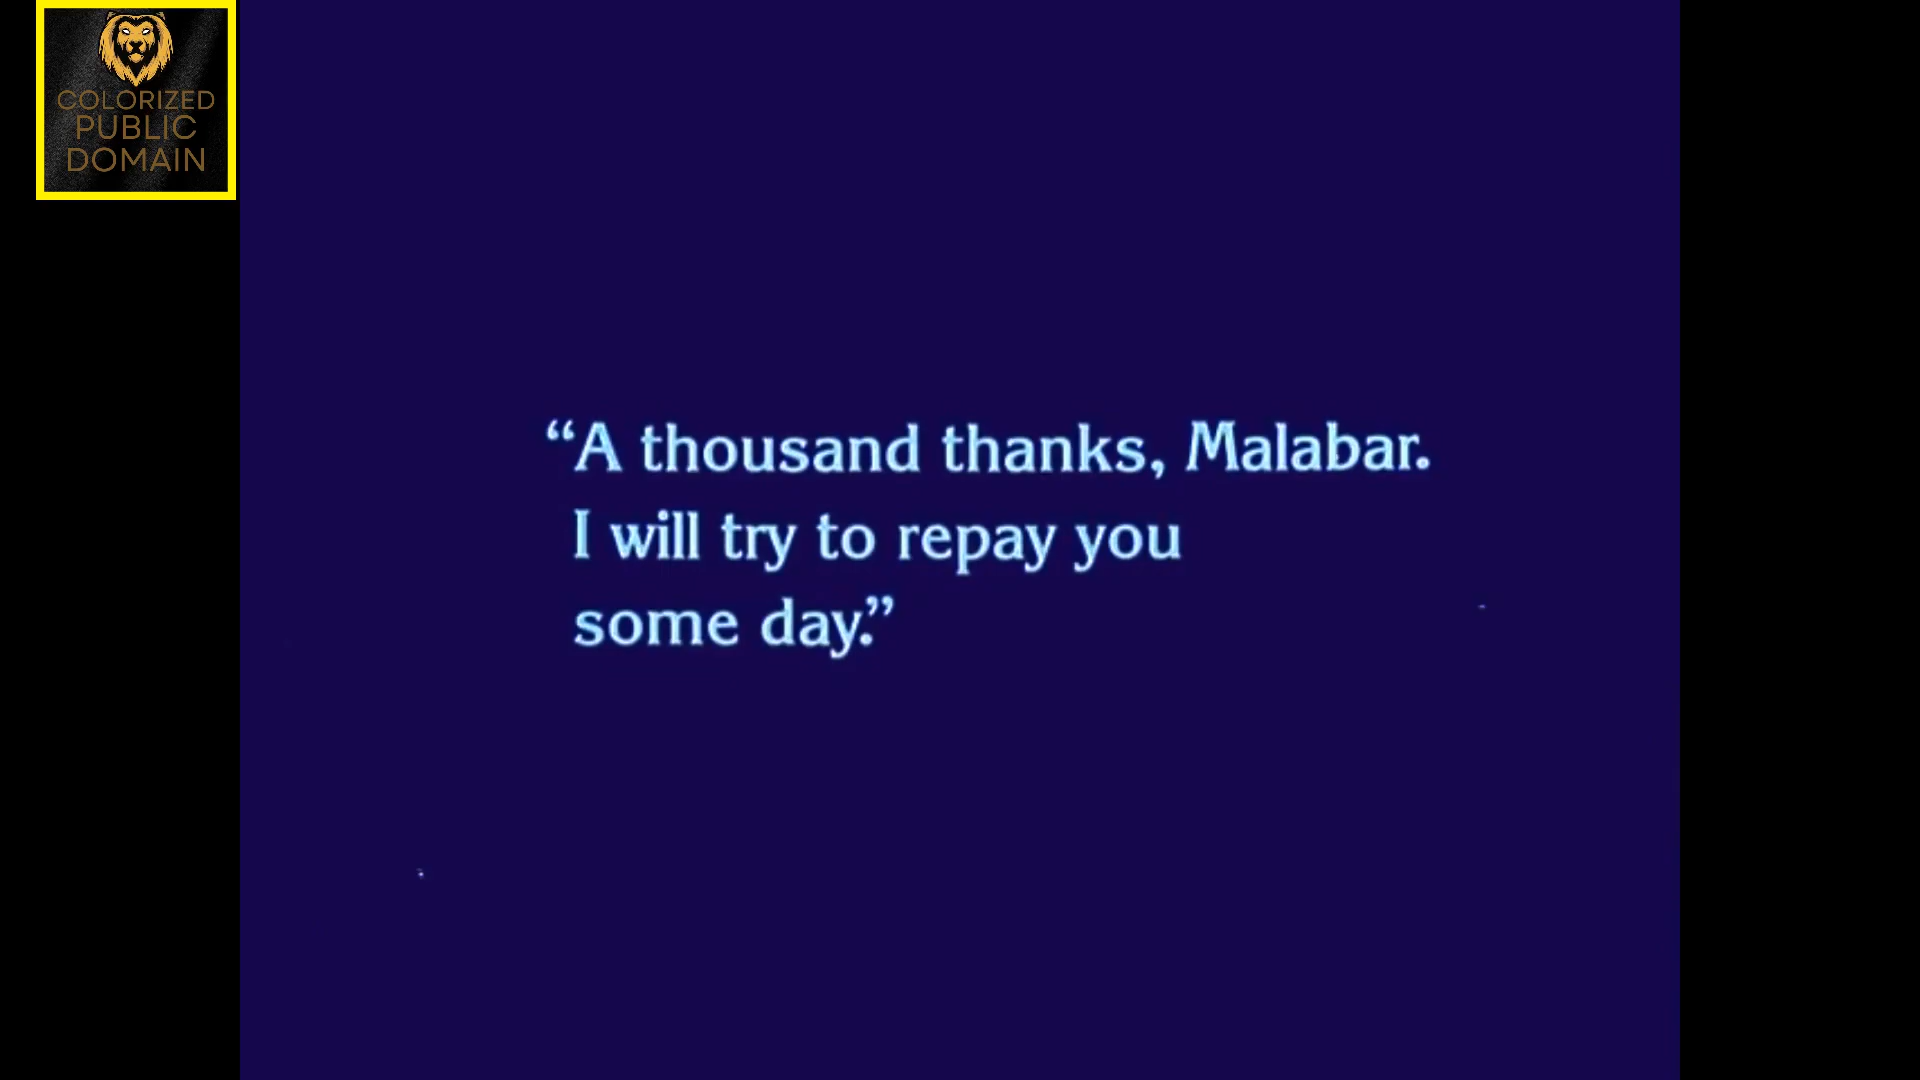 COLORIZED
PUBLIC
DOMAIN
“A thousand thanks, Malabar.
I will try to repay you
some day.”